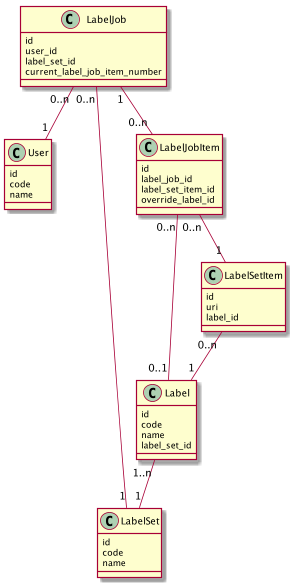 C LabelJob
id
user_id
label_set_id
current_label_job_item_number
0..n 0..n 1
1 0..n
C User
id
code
name
C LabelJobItem
id
label_job_id
label_set_item_id
override_label_id
0..n 0..n
1
C LabelSetItem
id
uri
label_id
0..n
0..1 1
C Label
id
code
name
label_set_id
1..n
1 1
C LabelSet
id
code
name